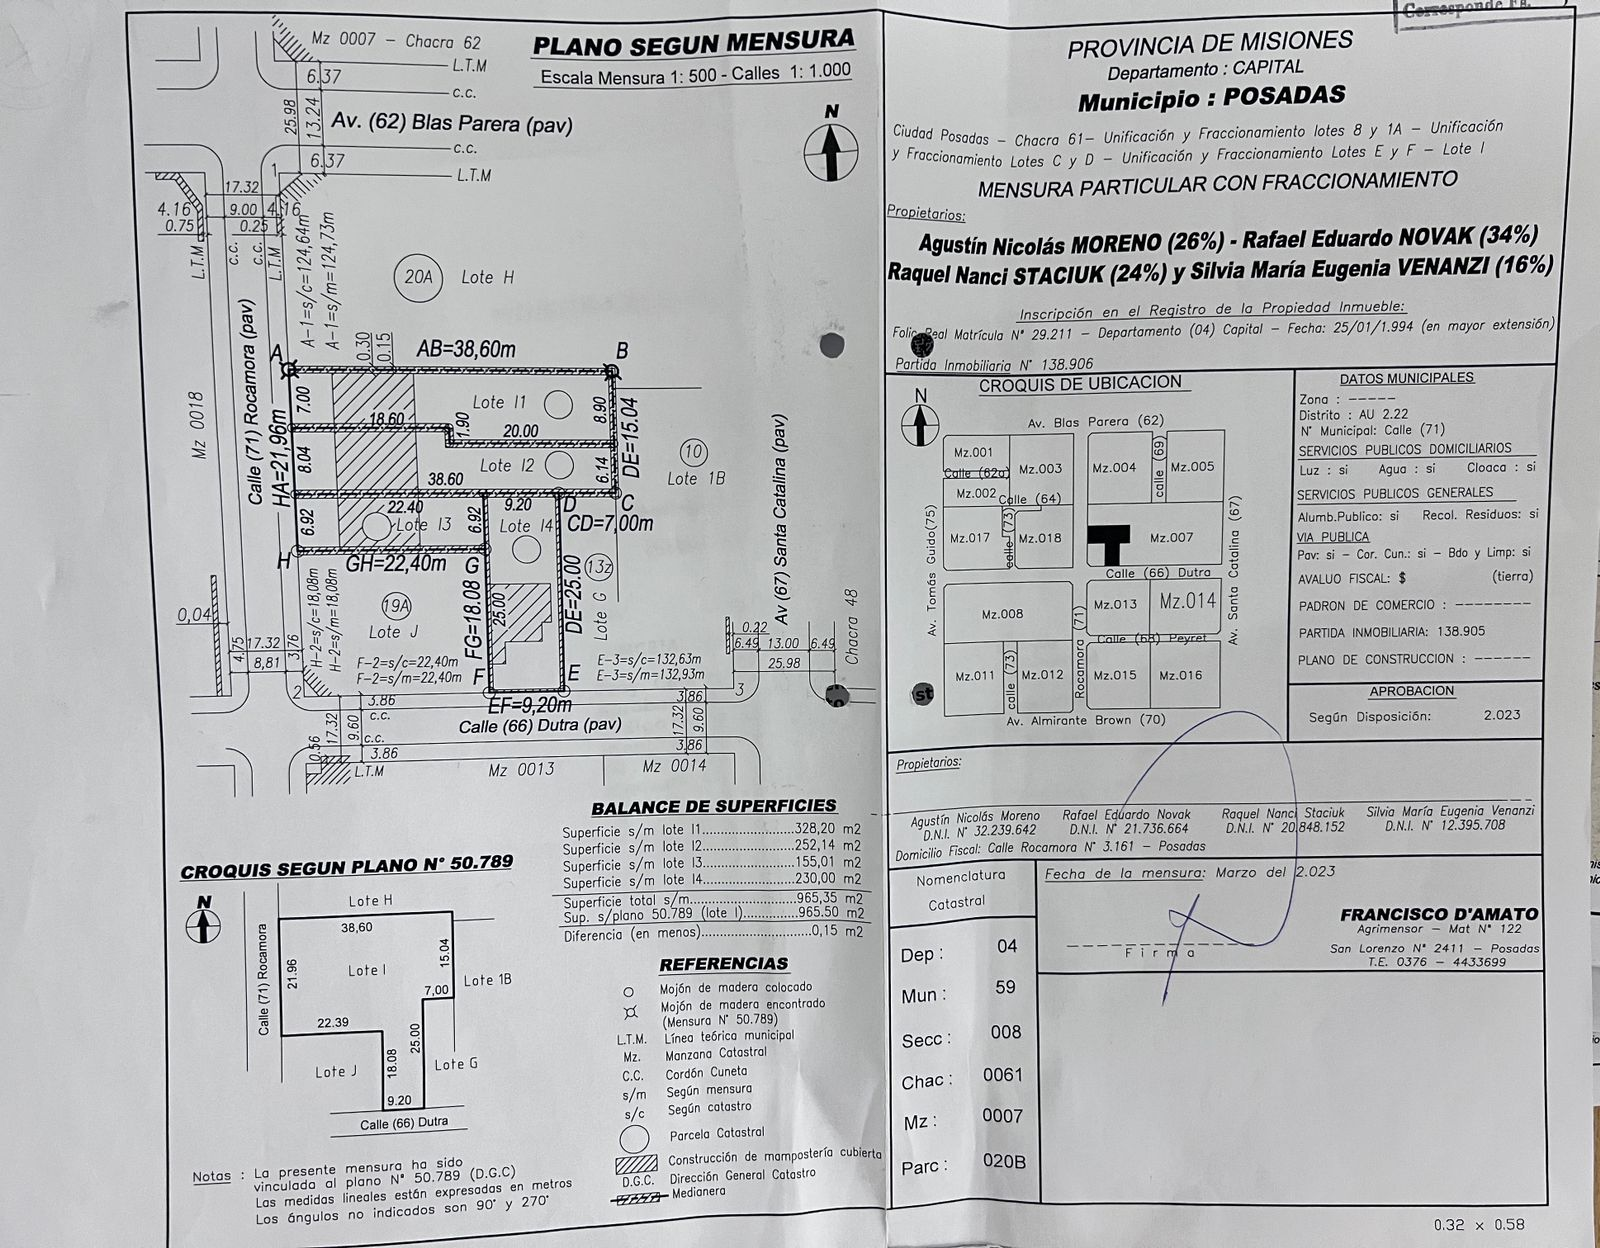 Corresponde
Mz 0007 – Chacra 62
PLANO SEGUN MENSURA
Escala Mensura 1: 500 - Calles 1: 1.000
L.T.M
6.37
c.c.
25.98
13.24
Av. (62) Blas Parera (pav)
N
c.c.
6.37
L.T.M
1
17.32
4.16
9.00
4.16
0.75
0.25
L.T.M
c.c.
c.c.
L.T.M
A-1=s/c=124,64m
A-1=s/m=124,73m
20A
Lote H
Calle (71) Rocamora (pav)
Mz 0018
A
0.30
0.15
AB=38,60m
B
7.00
Lote I1
8.90
18.60
1.90
20.00
DE=15.04
HA=21,96m
8.04
Lote I2
6.14
10
Lote 1B
38.60
D
C
22.40
9.20
CD=7,00m
6.92
Lote I3
6.92
Lote I4
H
GH=22,40m
G
13z
Lote G
Av (67) Santa Catalina (pav)
Chacra 48
19A
Lote J
FG=18.08
25.00
DE=25.00
H-2=s/c=18,08m
H-2=s/m=18,08m
0,04
4.75
17.32
3.76
8,81
F-2=s/c=22,40m
F-2=s/m=22,40m
E-3=s/c=132,63m
E-3=s/m=132,93m
0.22
6.49
13.00
6.49
25.98
2
F
E
3
3.86
c.c.
EF=9,20m
Calle (66) Dutra (pav)
17.32
9.60
3.86
17.32
9.60
0.56
c.c.
3.86
3.86
L.T.M
Mz 0013
Mz 0014
BALANCE DE SUPERFICIES
Superficie s/m lote I1......................328,20 m2
Superficie s/m lote I2......................252,14 m2
Superficie s/m lote I3......................155,01 m2
Superficie s/m lote I4......................230,00 m2
Superficie total s/m..........................965,35 m2
Sup. s/plano 50.789 (lote I)............965.50 m2
Diferencia (en menos)..........................0,15 m2
CROQUIS SEGUN PLANO N° 50.789
N
Lote H
38,60
Calle (71) Rocamora
21.96
Lote I
15.04
Lote 1B
7,00
22.39
25.00
Lote J
18.08
Lote G
9.20
Calle (66) Dutra
REFERENCIAS
Mojón de madera colocado
Mojón de madera encontrado
(Mensura N° 50.789)
L.T.M. Línea teórica municipal
Mz. Manzana Catastral
C.C. Cordón Cuneta
s/m Según mensura
s/c Según catastro
Parcela Catastral
Construcción de mampostería cubierta
D.G.C. Dirección General Catastro
Medianera
Notas : La presente mensura ha sido
vinculada al plano N° 50.789 (D.G.C)
Las medidas lineales están expresadas en metros
Los ángulos no indicados son 90° y 270°
PROVINCIA DE MISIONES
Departamento : CAPITAL
Municipio : POSADAS
Ciudad Posadas – Chacra 61– Unificación y Fraccionamiento lotes 8 y 1A – Unificación
y Fraccionamiento Lotes C y D – Unificación y Fraccionamiento Lotes E y F – Lote I
MENSURA PARTICULAR CON FRACCIONAMIENTO
Propietarios:
Agustín Nicolás MORENO (26%) - Rafael Eduardo NOVAK (34%)
Raquel Nanci STACIUK (24%) y Silvia María Eugenia VENANZI (16%)
Inscripción en el Registro de la Propiedad Inmueble:
Folio Real Matrícula N° 29.211 – Departamento (04) Capital – Fecha: 25/01/1.994 (en mayor extensión)
Partida Inmobiliaria N° 138.906
CROQUIS DE UBICACION
N
Av. Blas Parera (62)
Mz.001
Calle (62a)
Mz.002
Mz.003
Calle (64)
Mz.004
Calle (69)
Mz.005
Mz.017
calle (73)
Mz.018
Mz.007
Av. Tomás Guido(75)
Av. Santa Catalina (67)
Calle (66) Dutra
Mz.008
Mz.013
Mz.014
Calle (68) Peyret
Mz.011
calle (73)
Mz.012
Rocamora (71)
Mz.015
Mz.016
Av. Almirante Brown (70)
DATOS MUNICIPALES
Zona : -----
Distrito : AU 2.22
N° Municipal: Calle (71)
SERVICIOS PUBLICOS DOMICILIARIOS
Luz : si Agua : si Cloaca : si
SERVICIOS PUBLICOS GENERALES
Alumb.Publico: si Recol. Residuos: si
VIA PUBLICA
Pav: si – Cor. Cun.: si – Bdo y Limp: si
AVALUO FISCAL: $ (tierra)
PADRON DE COMERCIO : --------
PARTIDA INMOBILIARIA: 138.905
PLANO DE CONSTRUCCION : ------
APROBACION
Según Disposición: 2.023
Propietarios:
Agustín Nicolás Moreno Rafael Eduardo Novak Raquel Nanci Staciuk Silvia María Eugenia Venanzi
D.N.I. N° 32.239.642 D.N.I. N° 21.736.664 D.N.I. N° 20.848.152 D.N.I. N° 12.395.708
Domicilio Fiscal: Calle Rocamora N° 3.161 – Posadas
Nomenclatura
Catastral
Dep : 04
Mun : 59
Secc : 008
Chac : 0061
Mz : 0007
Parc : 020B
Fecha de la mensura: Marzo del 2.023
Firma
FRANCISCO D'AMATO
Agrimensor – Mat N° 122
San Lorenzo N° 2411 – Posadas
T.E. 0376 – 4433699
0.32 x 0.58